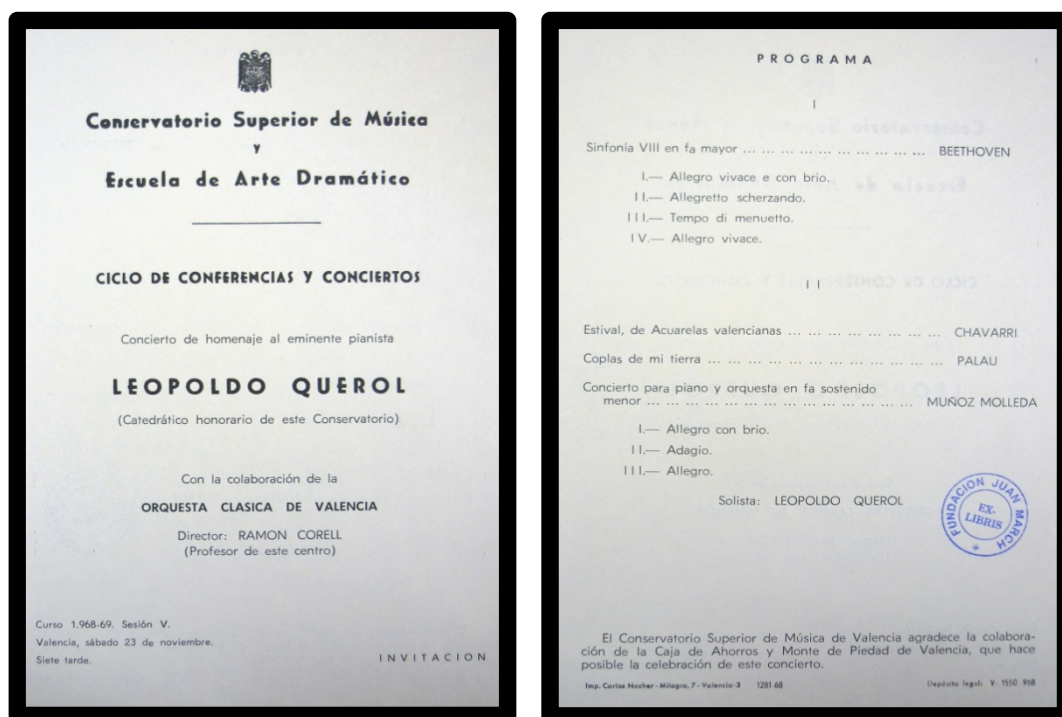 Conservatorio Superior de Música
y
Escuela de Arte Dramático
CICLO DE CONFERENCIAS Y CONCIERTOS
Concierto de homenaje al eminente pianista
LEOPOLDO QUEROL
(Catedrático honorario de este Conservatorio)
Con la colaboración de la
ORQUESTA CLASICA DE VALENCIA
Director: RAMON CORELL
(Profesor de este centro)
Curso 1.968-69. Sesión V.
Valencia, sábado 23 de noviembre.
Siete tarde.
INVITACION
PROGRAMA
I
Sinfonía VIII en fa mayor ... ... ... ... ... ... ... ... ... ... BEETHOVEN
I.— Allegro vivace e con brio.
II.— Allegretto scherzando.
III.— Tempo di menuetto.
IV.— Allegro vivace.
II
Estival, de Acuarelas valencianas ... ... ... ... ... ... ... ... CHAVARRI
Coplas de mi tierra ... ... ... ... ... ... ... ... ... ... ... ... PALAU
Concierto para piano y orquesta en fa sostenido
menor ... ... ... ... ... ... ... ... ... ... ... ... ... ... MUÑOZ MOLLEDA
I.— Allegro con brio.
II.— Adagio.
III.— Allegro.
Solista: LEOPOLDO QUEROL
FUNDACION JUAN MARCH
EX-
LIBRIS
El Conservatorio Superior de Música de Valencia agradece la colabora-
ción de la Caja de Ahorros y Monte de Piedad de Valencia, que hace
posible la celebración de este concierto.
Imp. Carlos Nacher - Milagro, 7 - Valencia-3 1281-68
Depósito legal: V. 1550 968